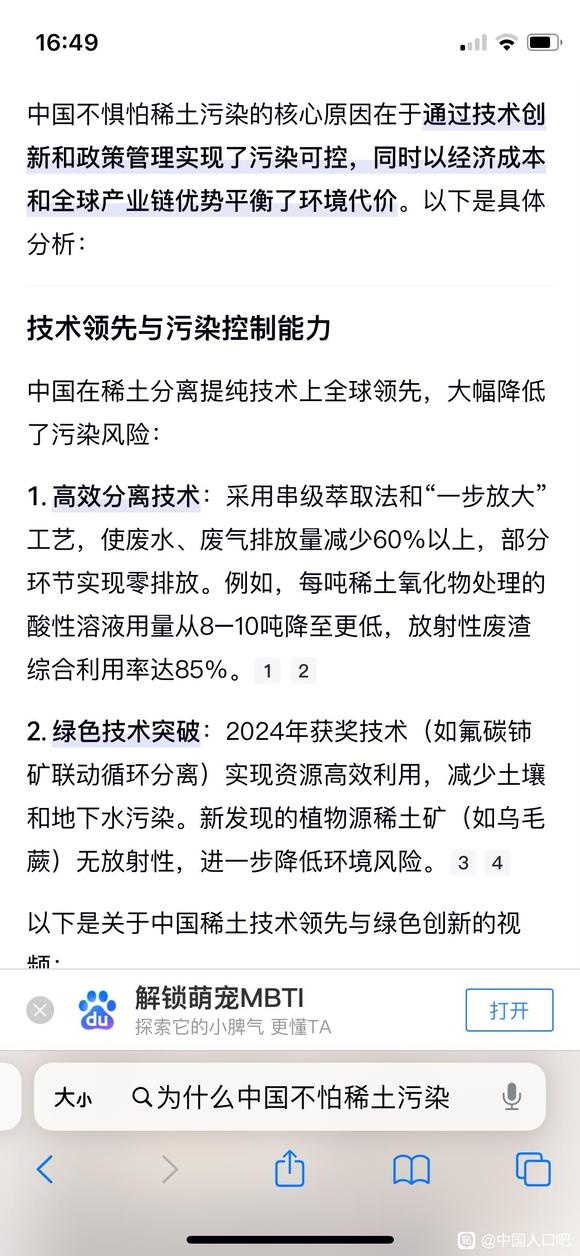 16:49
中国不惧怕稀土污染的核心原因在于通过技术创
新和政策管理实现了污染可控，同时以经济成本
和全球产业链优势平衡了环境代价。以下是具体
分析：
技术领先与污染控制能力
中国在稀土分离提纯技术上全球领先，大幅降低
了污染风险：
1. 高效分离技术：采用串级萃取法和“一步放大”
工艺，使废水、废气排放量减少60%以上，部分
环节实现零排放。例如，每吨稀土氧化物处理的
酸性溶液用量从8—10吨降至更低，放射性废渣
综合利用率达85%。 1 2
2. 绿色技术突破：2024年获奖技术（如氟碳铈
矿联动循环分离）实现资源高效利用，减少土壤
和地下水污染。新发现的植物源稀土矿（如乌毛
蕨）无放射性，进一步降低环境风险。 3 4
以下是关于中国稀土技术领先与绿色创新的视
频：
du
解锁萌宠MBTI
探索它的小脾气 更懂TA
打开
大小 为什么中国不怕稀土污染
贴 @中国人口吧